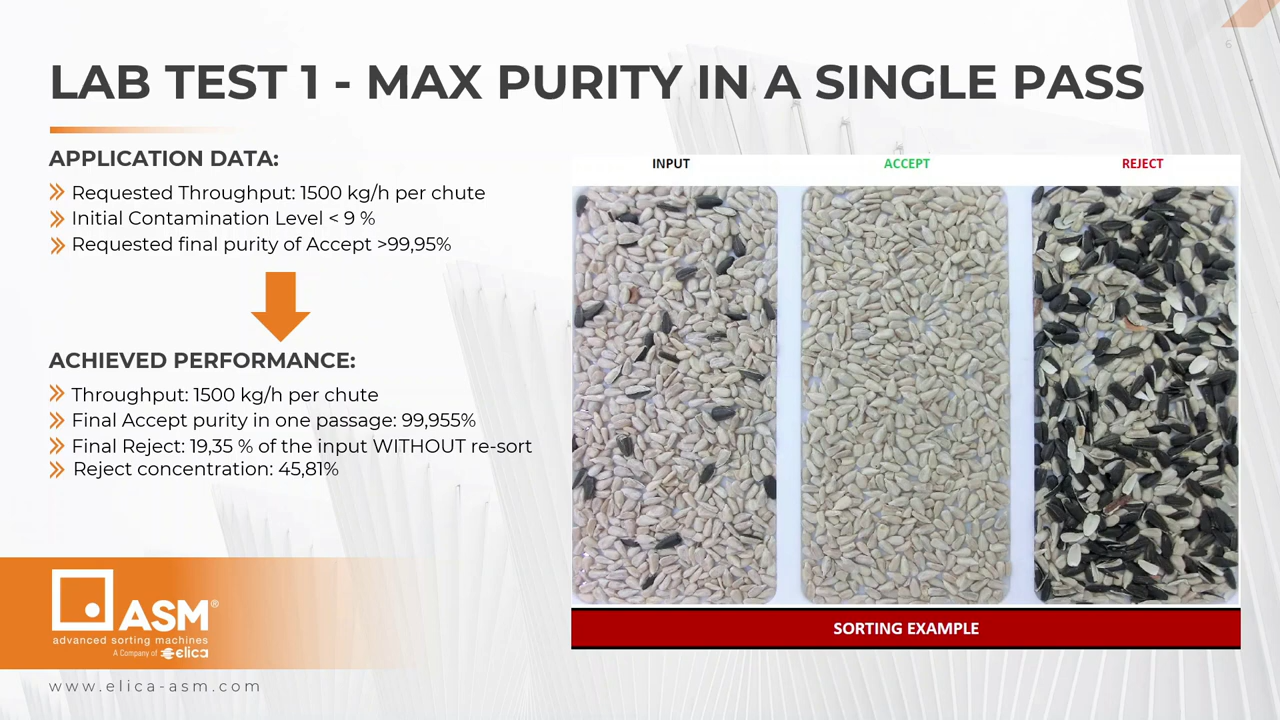 6
LAB TEST 1 - MAX PURITY IN A SINGLE PASS
APPLICATION DATA:
Requested Throughput: 1500 kg/h per chute
Initial Contamination Level < 9 %
Requested final purity of Accept >99,95%
ACHIEVED PERFORMANCE:
Throughput: 1500 kg/h per chute
Final Accept purity in one passage: 99,955%
Final Reject: 19,35 % of the input WITHOUT re-sort
Reject concentration: 45,81%
INPUT ACCEPT REJECT
SORTING EXAMPLE
ASM®
advanced sorting machines
A Company of elica
www.elica-asm.com